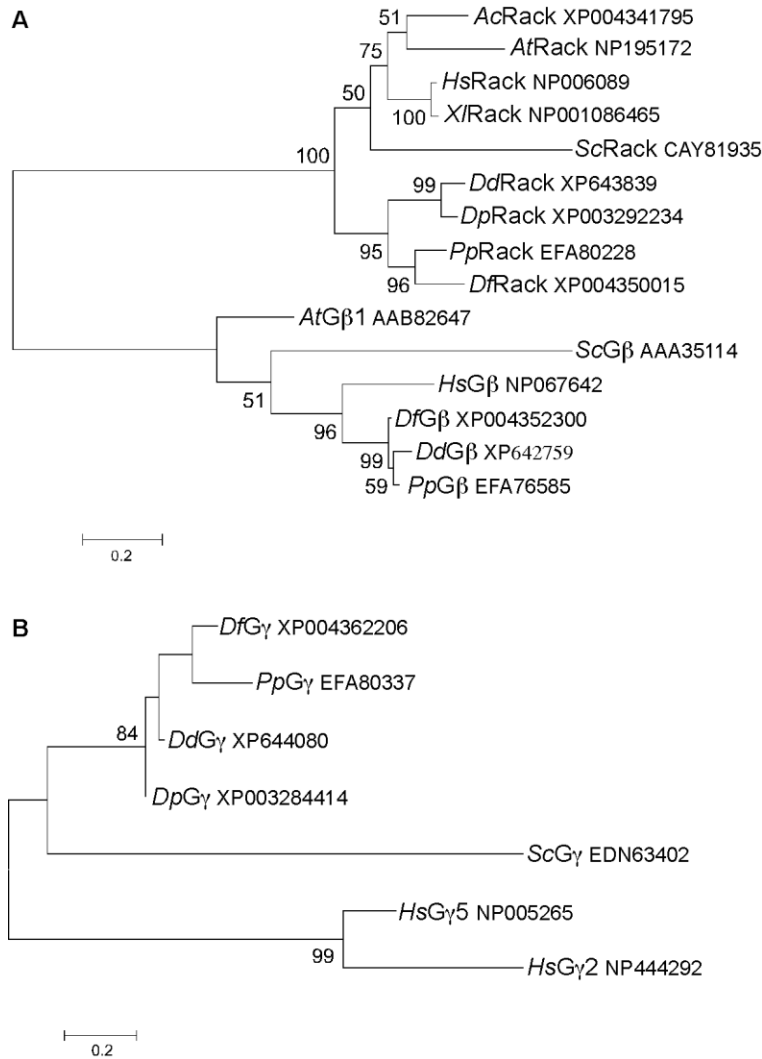 A
51
AcRack XP004341795
75
AtRack NP195172
HsRack NP006089
50
100
XlRack NP001086465
ScRack CAY81935
100
99
DdRack XP643839
DpRack XP003292234
95
PpRack EFA80228
96
DfRack XP004350015
AtGβ1 AAB82647
ScGβ AAA35114
51
HsGβ NP067642
96
DfGβ XP004352300
99
DdGβ XP642759
59
PpGβ EFA76585
0.2
B
DfGγ XP004362206
PpGγ EFA80337
84
DdGγ XP644080
DpGγ XP003284414
ScGγ EDN63402
HsGγ5 NP005265
99
HsGγ2 NP444292
0.2